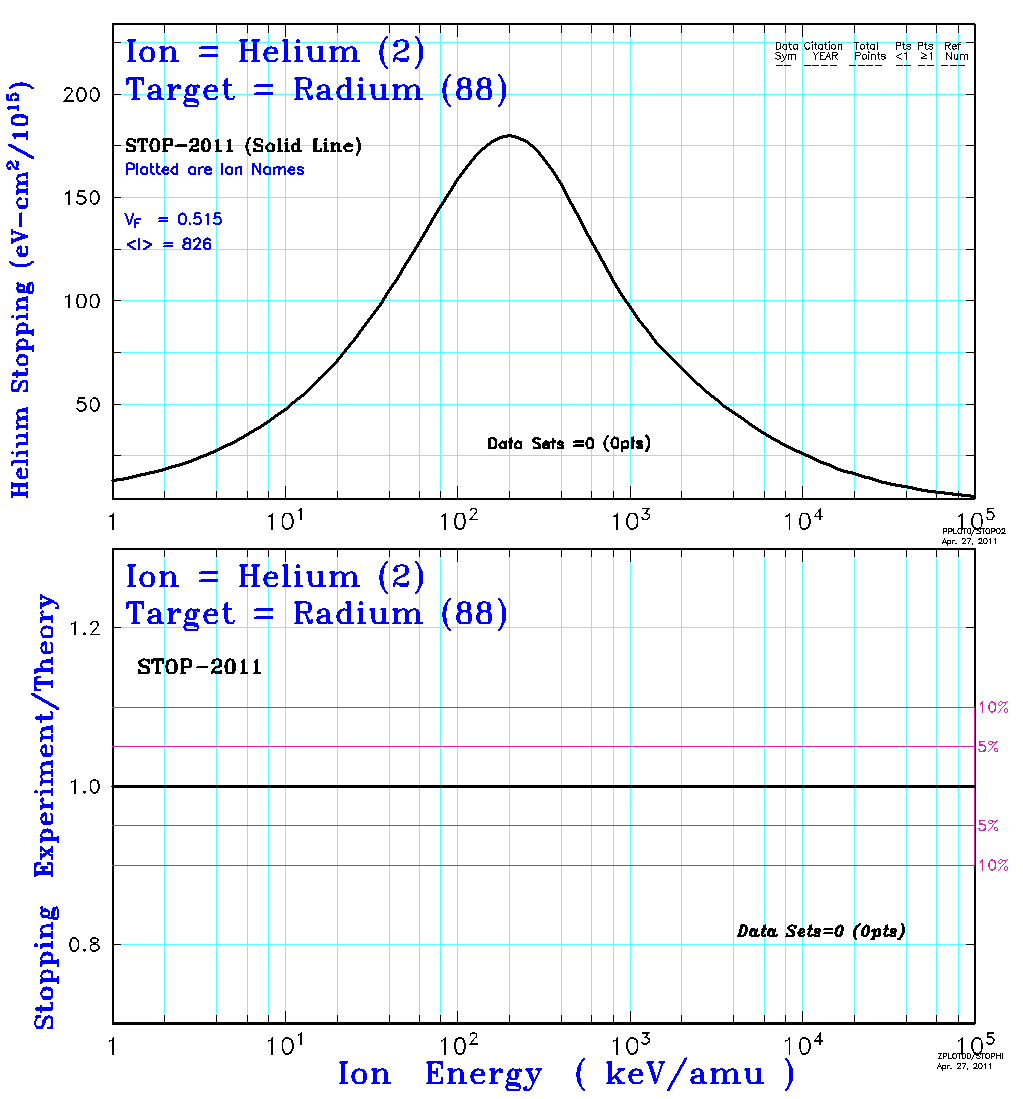 Ion = Helium (2)
Target = Radium (88)
Data Citation Total Pts Pts Ref
Sym YEAR Points <1 ≥1 Num
STOP-2011 (Solid Line)
Plotted are Ion Names
V_F = 0.515
<I> = 826
Data Sets =0 (0pts)
Helium Stopping (eV-cm²/10¹⁵)
200
150
100
50
1 10¹ 10² 10³ 10⁴ 10⁵
PPLOT0/STOP02
Apr. 27, 2011
Ion = Helium (2)
Target = Radium (88)
STOP-2011
Stopping Experiment/Theory
1.2
1.0
0.8
10%
5%
5%
10%
Data Sets=0 (0pts)
1 10¹ 10² 10³ 10⁴ 10⁵
ZPLOT0D/STOPHI
Apr. 27, 2011
Ion Energy ( keV/amu )